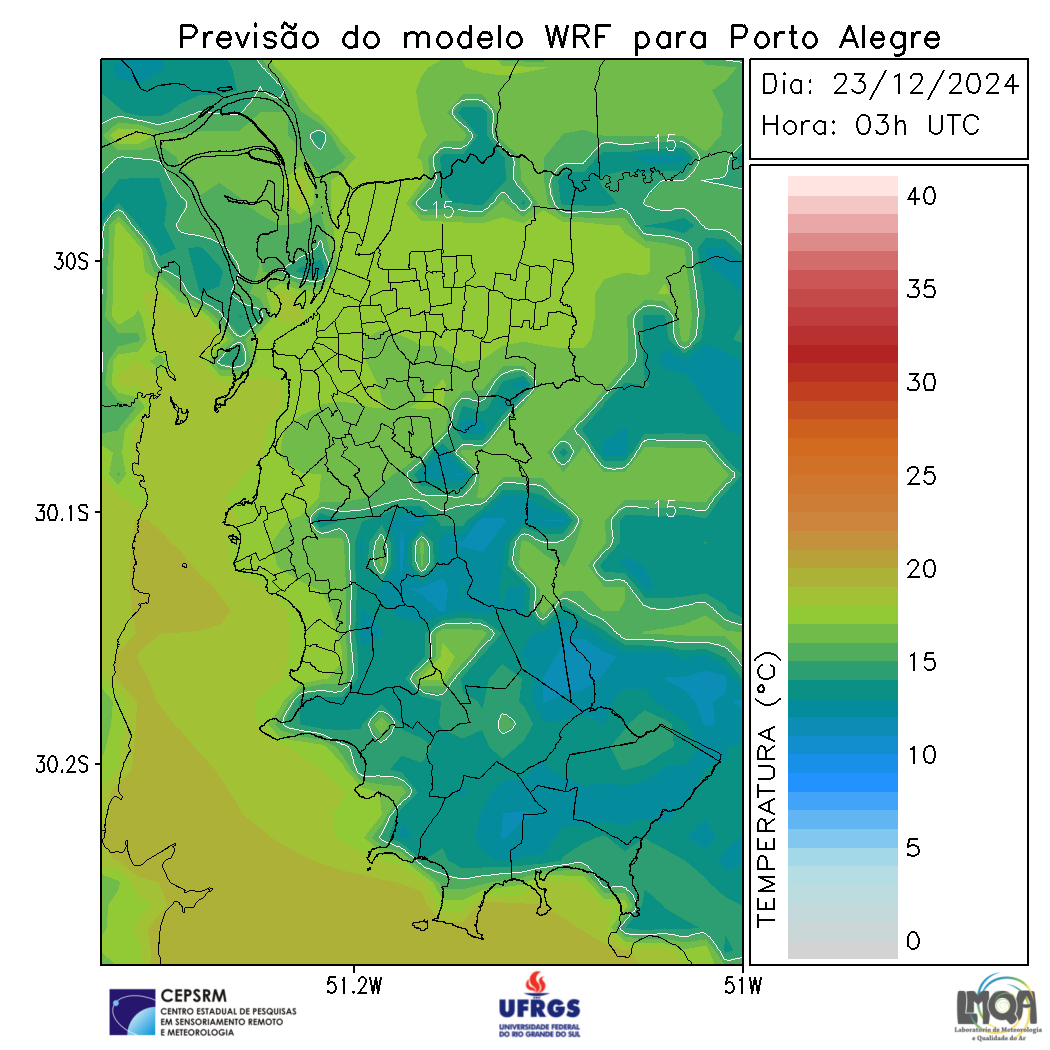 Previsão do modelo WRF para Porto Alegre
Dia: 23/12/2024
Hora: 03h UTC
15
15
15
30S
30.1S
30.2S
51.2W
51W
40
35
30
25
20
15
10
5
0
TEMPERATURA (°C)
CEPSRM
CENTRO ESTADUAL DE PESQUISAS
EM SENSORIAMENTO REMOTO
E METEOROLOGIA
UFRGS
UNIVERSIDADE FEDERAL
DO RIO GRANDE DO SUL
LMQA
Laboratório de Meteorologia
e Qualidade do Ar